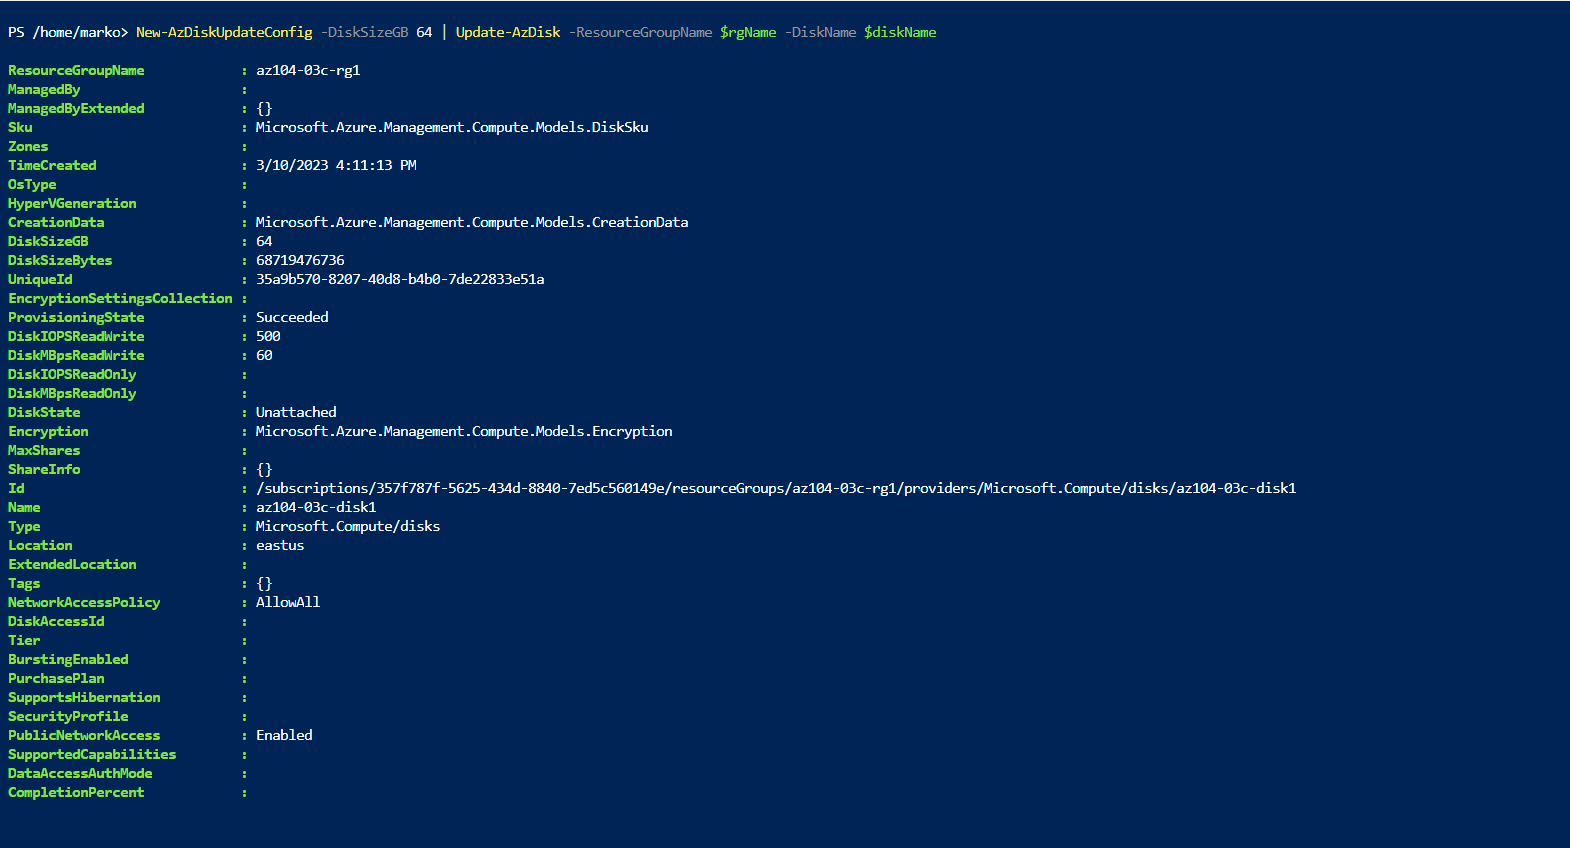 PS /home/marko> New-AzDiskUpdateConfig -DiskSizeGB 64 | Update-AzDisk -ResourceGroupName $rgName -DiskName $diskName
ResourceGroupName : az104-03c-rg1
ManagedBy :
ManagedByExtended : {}
Sku : Microsoft.Azure.Management.Compute.Models.DiskSku
Zones :
TimeCreated : 3/10/2023 4:11:13 PM
OsType :
HyperVGeneration :
CreationData : Microsoft.Azure.Management.Compute.Models.CreationData
DiskSizeGB : 64
DiskSizeBytes : 68719476736
UniqueId : 35a9b570-8207-40d8-b4b0-7de22833e51a
EncryptionSettingsCollection :
ProvisioningState : Succeeded
DiskIOPSReadWrite : 500
DiskMBpsReadWrite : 60
DiskIOPSReadOnly :
DiskMBpsReadOnly :
DiskState : Unattached
Encryption : Microsoft.Azure.Management.Compute.Models.Encryption
MaxShares :
ShareInfo : {}
Id : /subscriptions/357f787f-5625-434d-8840-7ed5c560149e/resourceGroups/az104-03c-rg1/providers/Microsoft.Compute/disks/az104-03c-disk1
Name : az104-03c-disk1
Type : Microsoft.Compute/disks
Location : eastus
ExtendedLocation :
Tags : {}
NetworkAccessPolicy : AllowAll
DiskAccessId :
Tier :
BurstingEnabled :
PurchasePlan :
SupportsHibernation :
SecurityProfile :
PublicNetworkAccess : Enabled
SupportedCapabilities :
DataAccessAuthMode :
CompletionPercent :